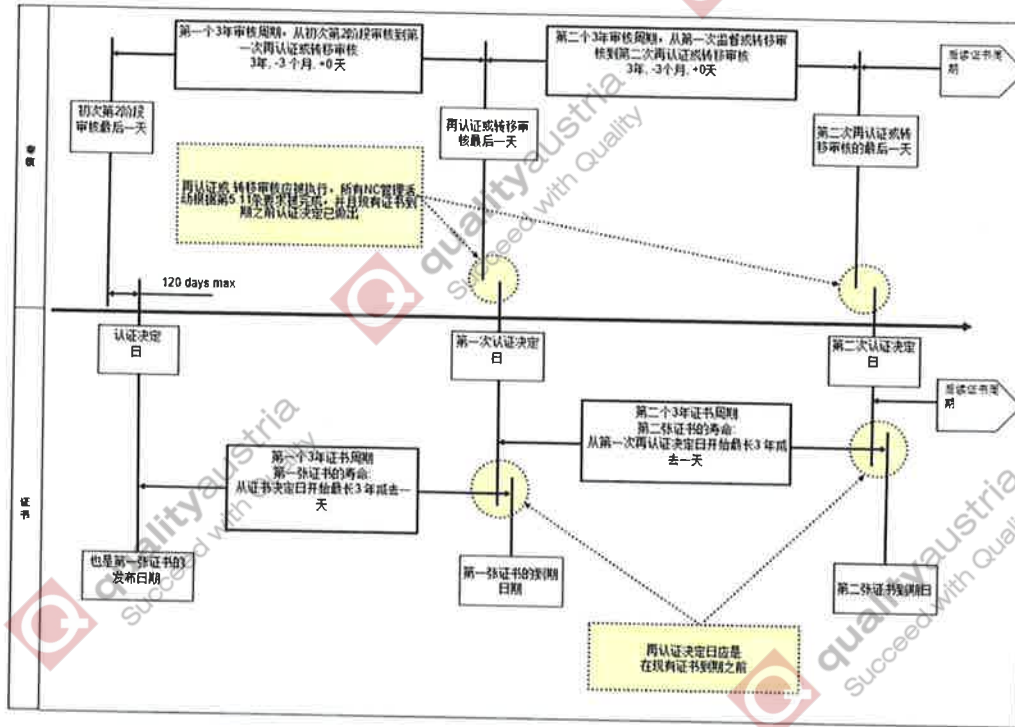 第一个3年审核周期，从初次第2阶段审核到第
一次再认证或转移审核
3年, -3个月, +0天
第二个3年审核周期，从第一次监督或转移审
核到第二次再认证或转移审核
3年, -3个月, +0天
后续证书周
期
初次第2阶段
审核最后一天
再认证或转移审
核最后一天
第二次再认证或转
移审核的最后一天
审核
再认证或 转移审核应被执行，所有NC管理活
动根据第5.11条要求被完成，并且现有证书到
期之前认证决定已做出
120 days max
认证决定
日
第一次认证决定
日
第二次认证决定
日
后续证书周
期
第二个3年证书周期
第二张证书的寿命:
从第一次再认证决定日开始最长3年减
去一天
第一个3年证书周期
第一张证书的寿命:
从证书决定日开始最长3年减去一
天
证书
也是第一张证书的
发布日期
第一张证书的到期
日期
第二张证书到期日
再认证决定日应是
在现有证书到期之前
qualityaustria
Succeed with Quality
qualityaustria
Succeed with Quality
qualityaustria
Succeed with Quality